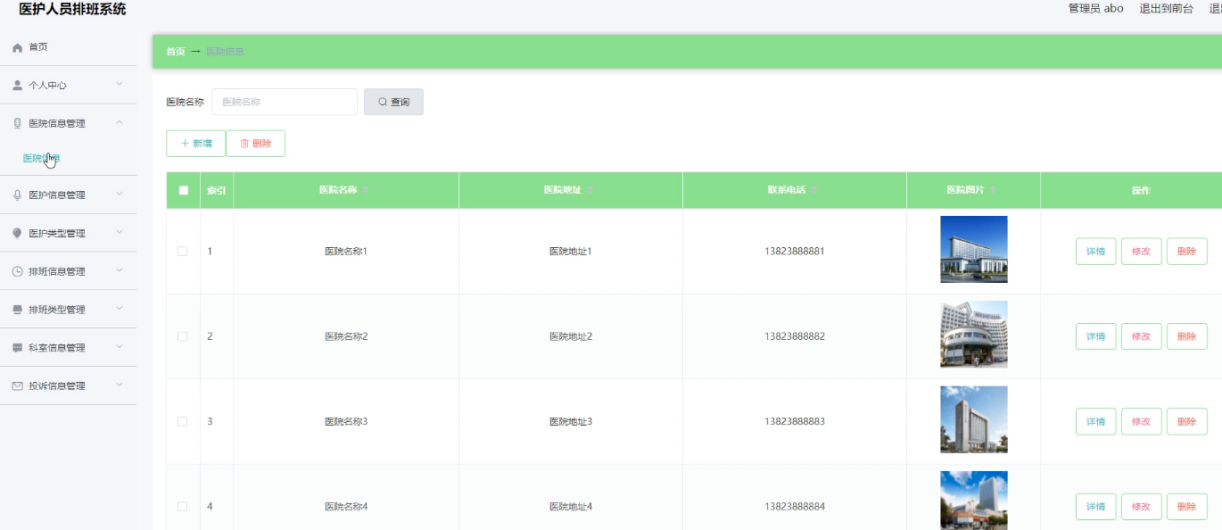 医护人员排班系统
管理员 abo 退出到前台
首页
个人中心
医院信息管理
医院信息
医护信息管理
医护类型管理
排班信息管理
排班类型管理
科室信息管理
投诉信息管理
首页 → 医院信息
医院名称 医院名称 查询
+ 新增 删除
索引 医院名称 医院地址 联系电话 医院图片 操作
1 医院名称1 医院地址1 13823888881 详情 修改 删除
2 医院名称2 医院地址2 13823888882 详情 修改 删除
3 医院名称3 医院地址3 13823888883 详情 修改 删除
4 医院名称4 医院地址4 13823888884 详情 修改 删除